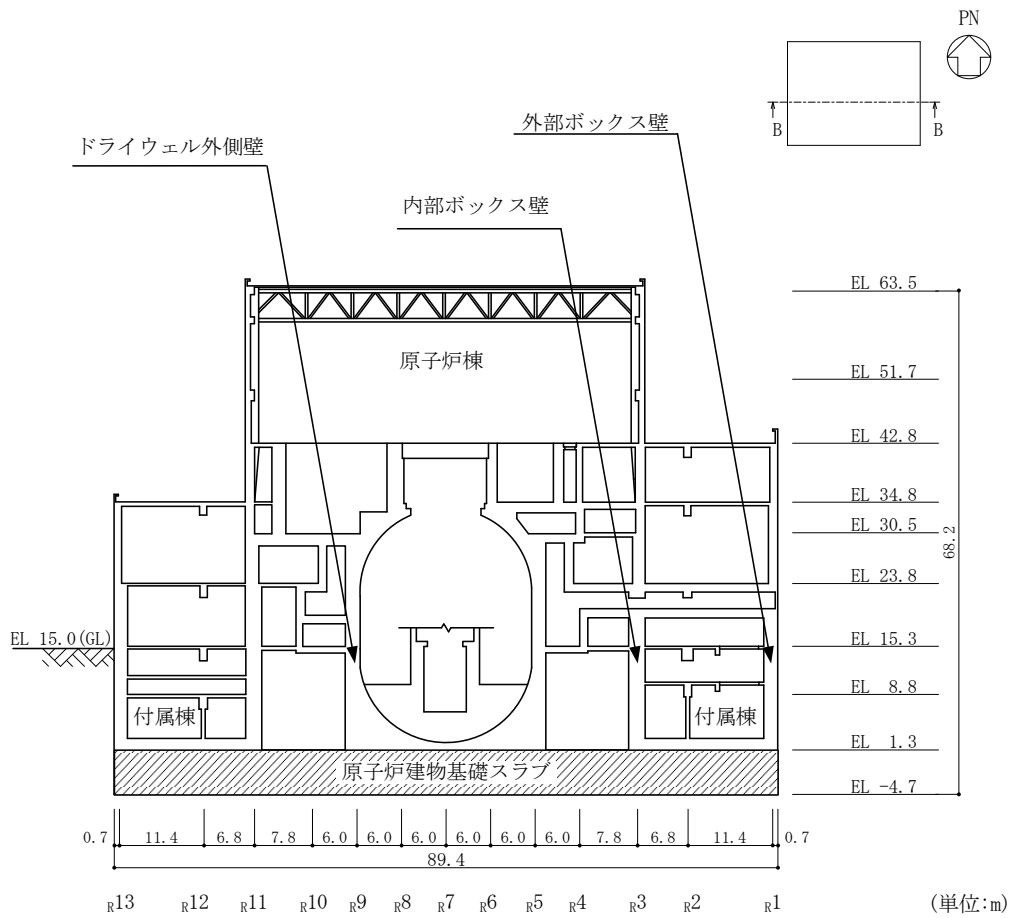 PN
B B
外部ボックス壁
ドライウェル外側壁
内部ボックス壁
EL 63.5
原子炉棟
EL 51.7
EL 42.8
EL 34.8
EL 30.5
68.2
EL 23.8
EL 15.0(GL)
EL 15.3
EL 8.8
付属棟 付属棟
EL 1.3
原子炉建物基礎スラブ
EL -4.7
0.7 11.4 6.8 7.8 6.0 6.0 6.0 6.0 6.0 6.0 7.8 6.8 11.4 0.7
89.4
R13 R12 R11 R10 R9 R8 R7 R6 R5 R4 R3 R2 R1 (単位:m)